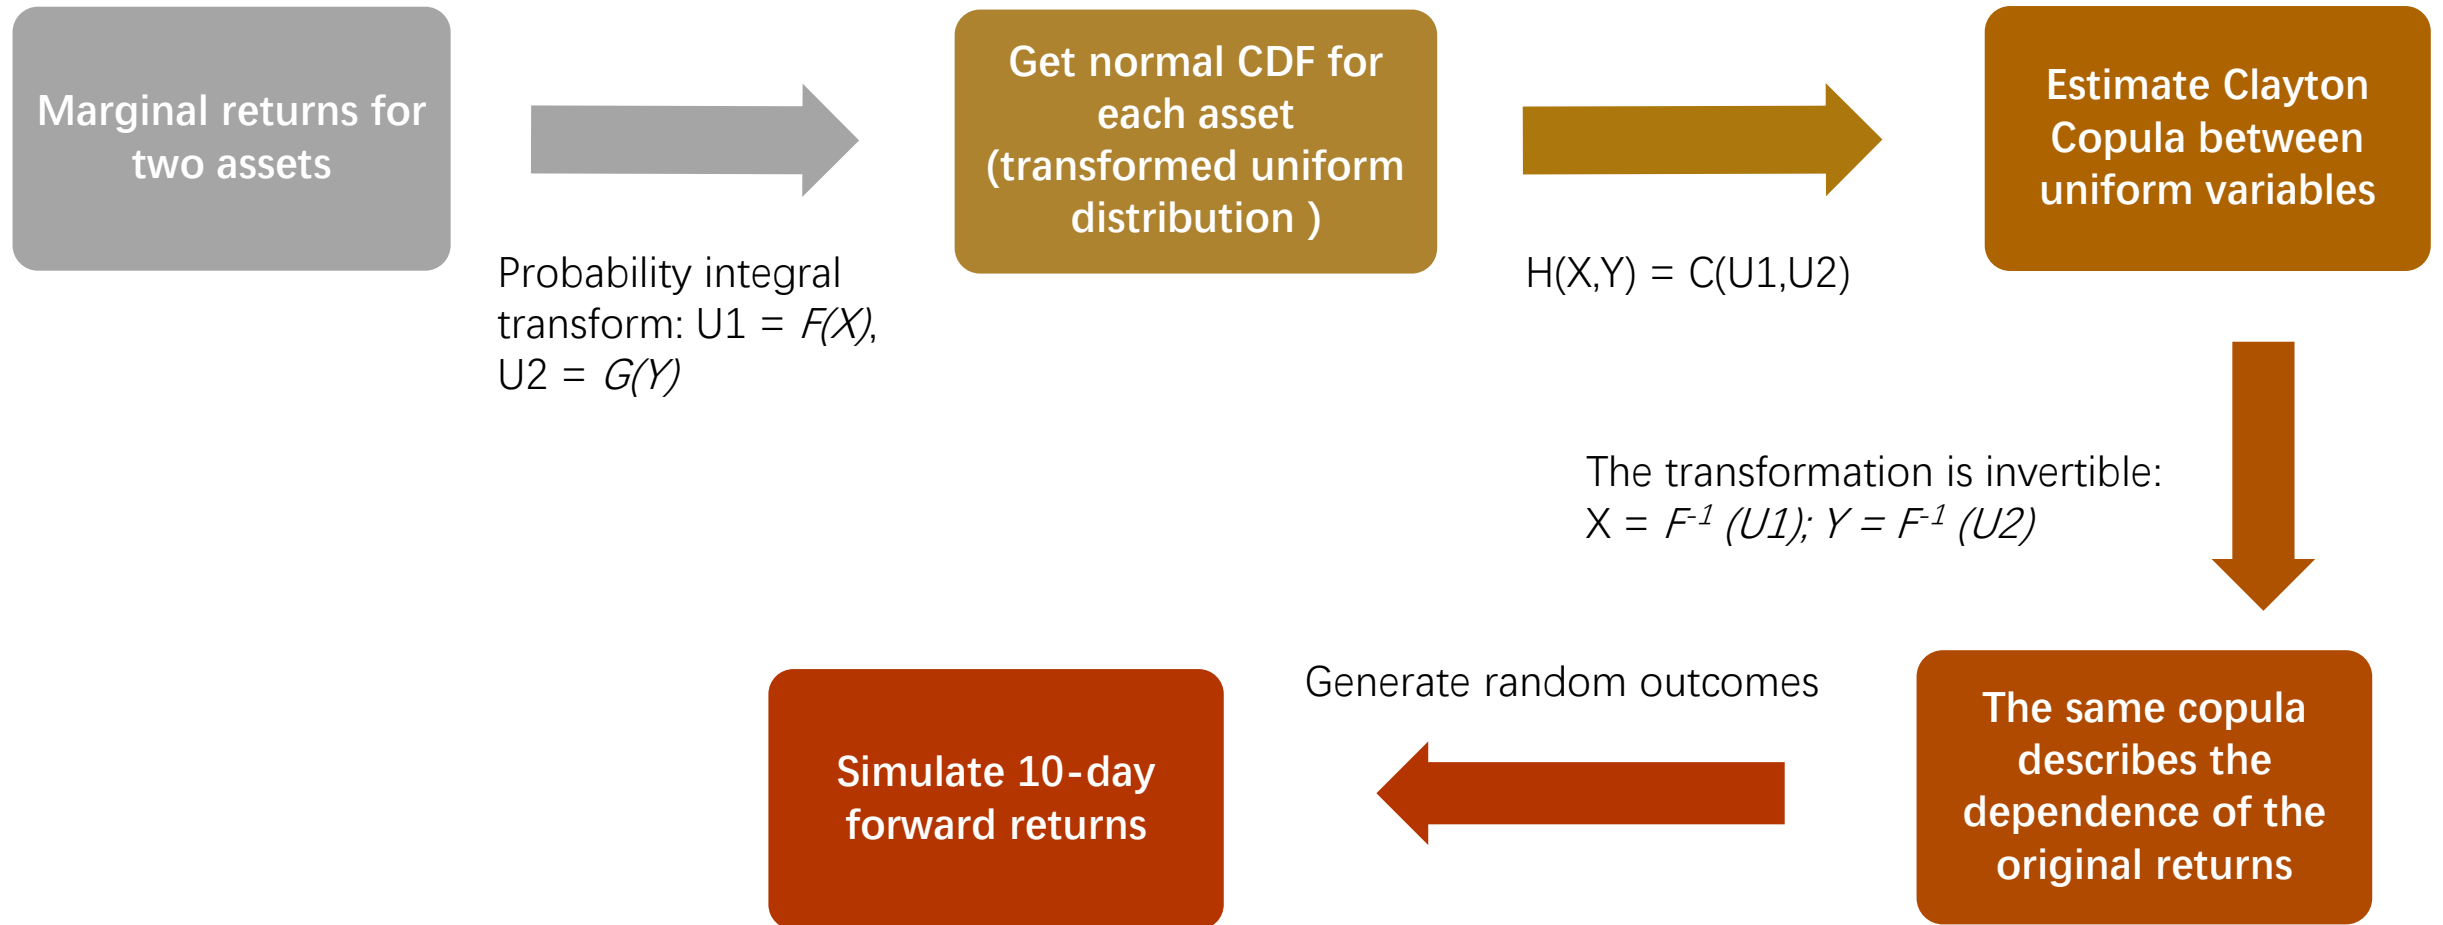 Marginal returns for
two assets
Probability integral
transform: U1 = F(X),
U2 = G(Y)
Get normal CDF for
each asset
(transformed uniform
distribution )
H(X,Y) = C(U1,U2)
Estimate Clayton
Copula between
uniform variables
The transformation is invertible:
X = F⁻¹ (U1); Y = F⁻¹ (U2)
The same copula
describes the
dependence of the
original returns
Generate random outcomes
Simulate 10-day
forward returns